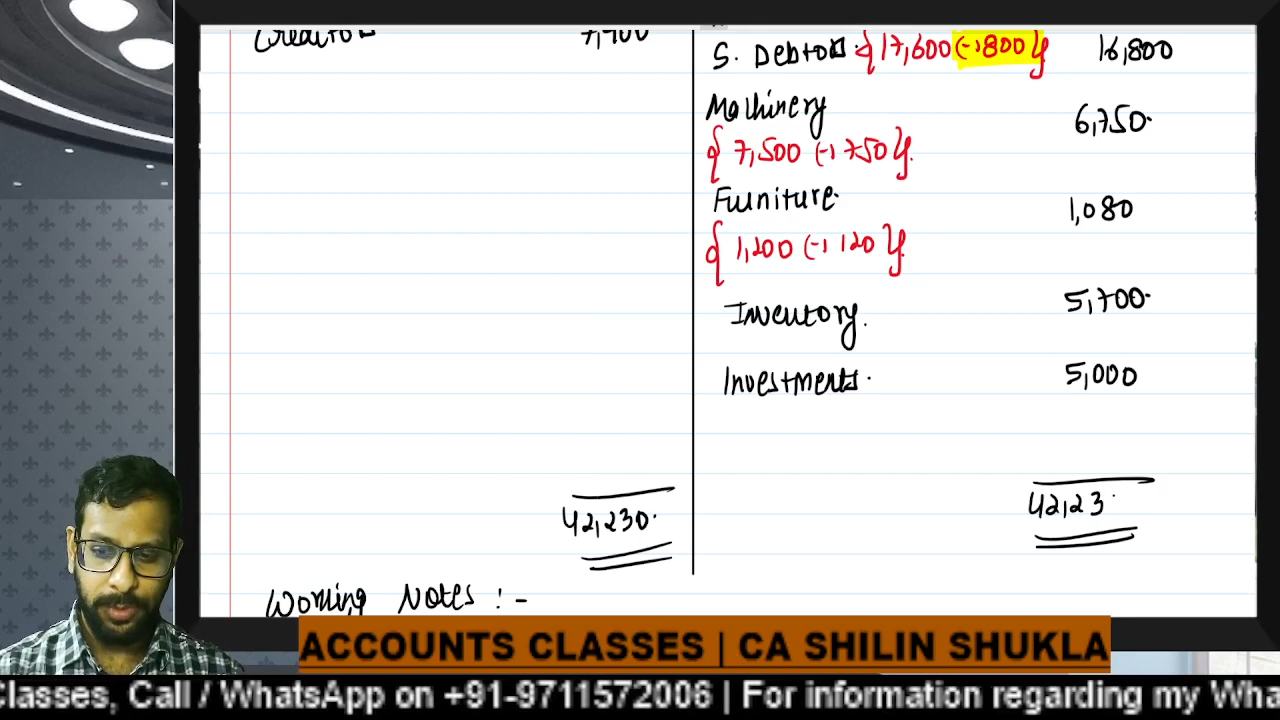 Creditors 7,900
S. Debtors. {17,600 (-) 800} 16,800
Machinery 6,750.
{7,500 (-) 750}.
Furniture. 1,080
{1,200 (-) 120}.
Inventory. 5,700.
Investments. 5,000
42,230. 42,23
Working Notes :-
ACCOUNTS CLASSES | CA SHILIN SHUKLA
Classes, Call / WhatsApp on +91-9711572006 | For information regarding my Wha